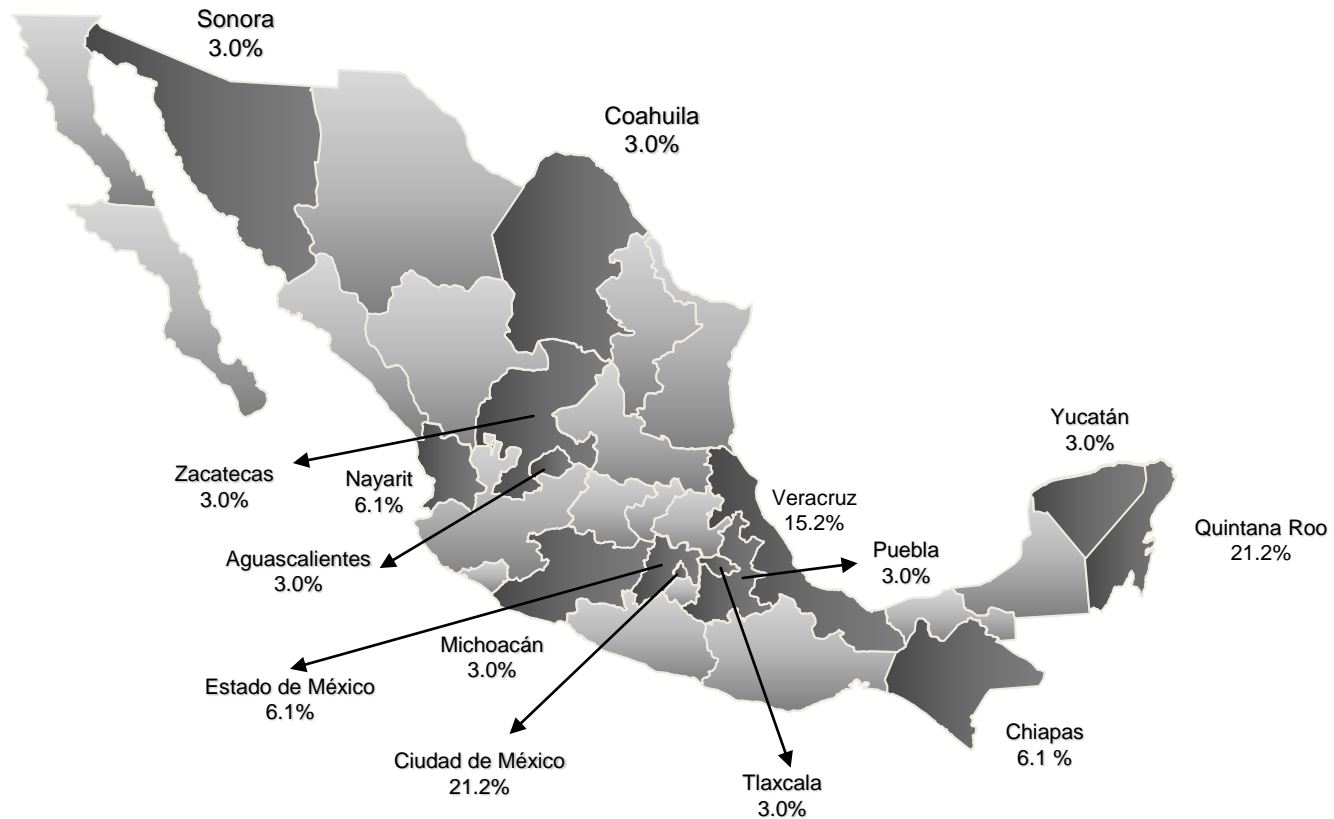 Sonora
3.0%
Coahuila
3.0%
Yucatán
3.0%
Zacatecas
3.0%
Nayarit
6.1%
Veracruz
15.2%
Quintana Roo
21.2%
Aguascalientes
3.0%
Puebla
3.0%
Michoacán
3.0%
Estado de México
6.1%
Chiapas
6.1 %
Ciudad de México
21.2%
Tlaxcala
3.0%